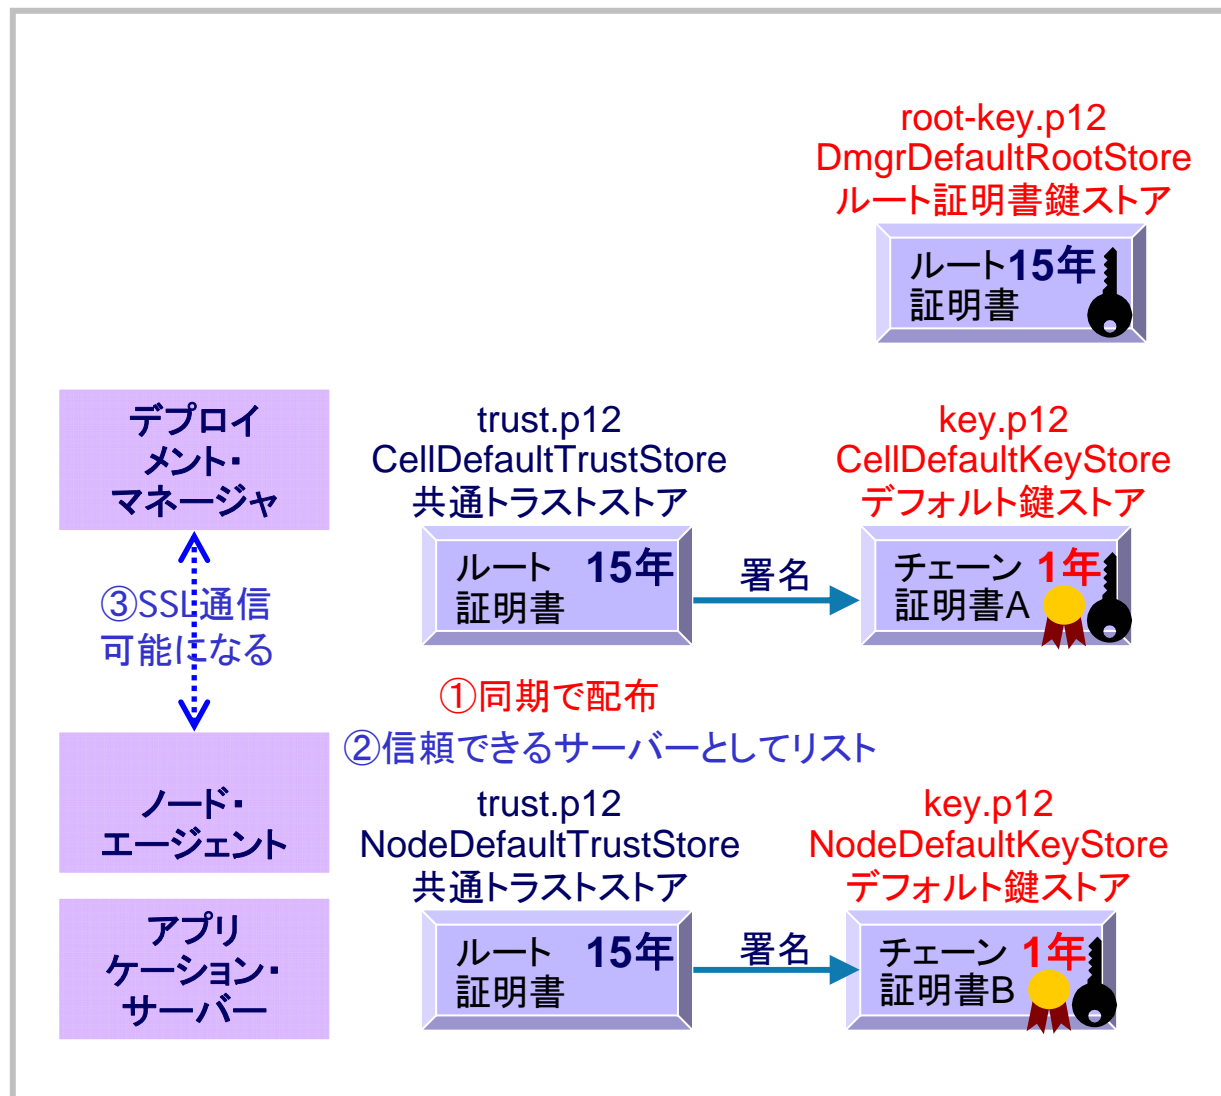 root-key.p12
DmgrDefaultRootStore
ルート証明書鍵ストア
ルート 15年
証明書
デプロイ
メント・
マネージャ
trust.p12
CellDefaultTrustStore
共通トラストストア
ルート 15年
証明書
署名
key.p12
CellDefaultKeyStore
デフォルト鍵ストア
チェーン 1年
証明書A
③SSL通信
可能になる
①同期で配布
②信頼できるサーバーとしてリスト
ノード・
エージェント
trust.p12
NodeDefaultTrustStore
共通トラストストア
ルート 15年
証明書
署名
key.p12
NodeDefaultKeyStore
デフォルト鍵ストア
チェーン 1年
証明書B
アプリ
ケーション・
サーバー